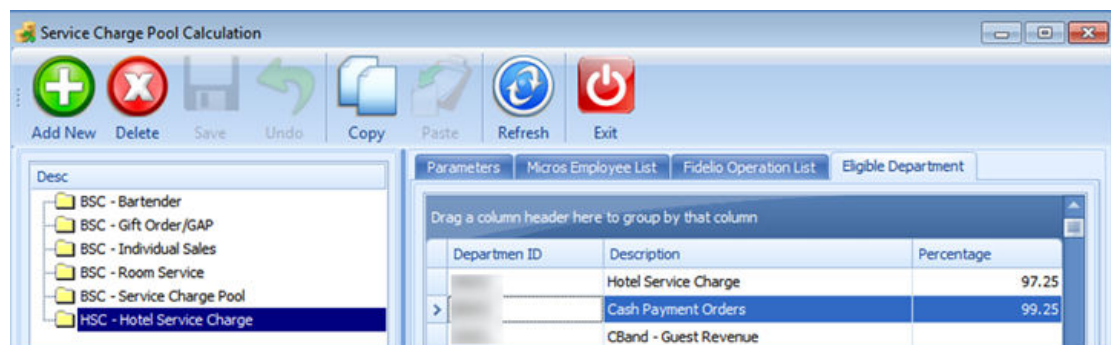 Service Charge Pool Calculation
Add New Delete Save Undo Copy Paste Refresh Exit
Desc
BSC - Bartender
BSC - Gift Order/GAP
BSC - Individual Sales
BSC - Room Service
BSC - Service Charge Pool
HSC - Hotel Service Charge
Parameters Micros Employee List Fidelio Operation List Eligible Department
Drag a column header here to group by that column
Departmen ID Description Percentage
Hotel Service Charge 97.25
Cash Payment Orders 99.25
CBand - Guest Revenue